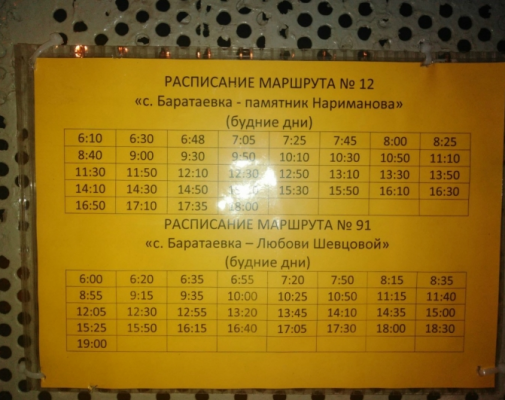 РАСПИСАНИЕ МАРШРУТА № 12
«с. Баратаевка - памятник Нариманова»
(будние дни)
6:10 6:30 6:48 7:05 7:25 7:45 8:00 8:25
8:40 9:00 9:30 9:50 10:10 10:30 10:50 11:10
11:30 11:50 12:10 12:30 12:50 13:10 13:30 13:50
14:10 14:30 14:50 15:30 15:50 16:10 16:30
16:50 17:10 17:35 18:00
РАСПИСАНИЕ МАРШРУТА № 91
«с. Баратаевка – Любови Шевцовой»
(будние дни)
6:00 6:20 6:35 6:55 7:20 7:50 8:15 8:35
8:55 9:15 9:35 10:00 10:25 10:50 11:15 11:40
12:05 12:30 12:55 13:20 13:45 14:10 14:35 15:00
15:25 15:50 16:15 16:40 17:05 17:30 18:00 18:30
19:00